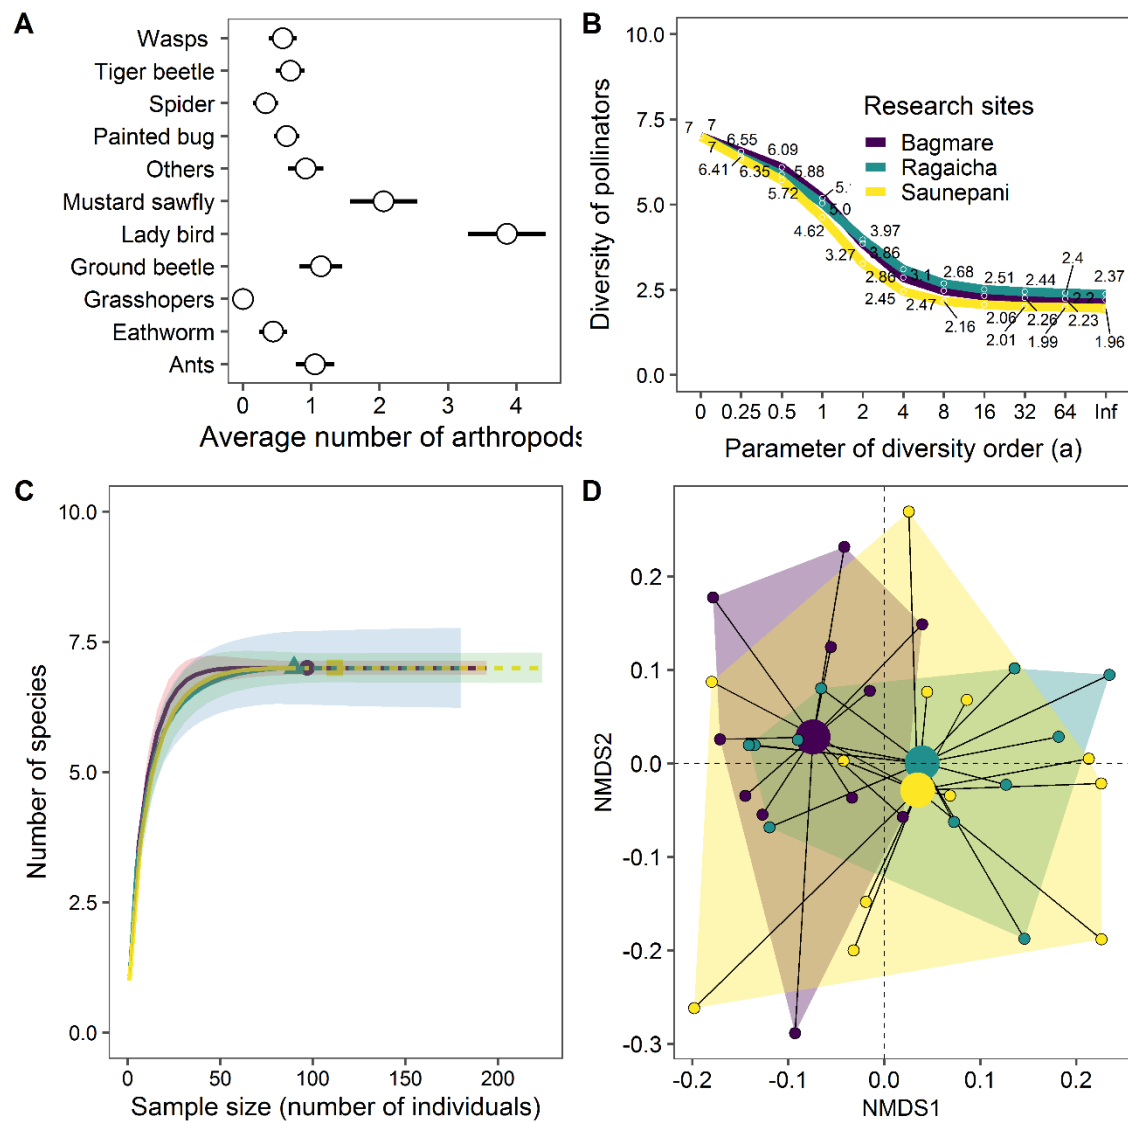 A
Wasps
Tiger beetle
Spider
Painted bug
Others
Mustard sawfly
Lady bird
Ground beetle
Grasshopers
Eathworm
Ants
0 1 2 3 4
Average number of arthropods
B
10.0
7.5
5.0
2.5
0.0
Diversity of pollinators
Research sites
Bagmare
Ragaicha
Saunepani
7 7 6.55 6.09 5.88 3.97 3.86 3.1 2.68 2.51 2.44 2.4 2.37
7 6.41 6.35 5.72 5.0 4.62 3.27 2.86 2.45 2.47 2.16 2.06 2.01 2.26 1.99 2.23 2.2 1.96
0 0.25 0.5 1 2 4 8 16 32 64 Inf
Parameter of diversity order (a)
C
10.0
7.5
5.0
2.5
0.0
Number of species
0 50 100 150 200
Sample size (number of individuals)
D
0.2
0.1
0.0
-0.1
-0.2
-0.3
NMDS2
-0.2 -0.1 0.0 0.1 0.2
NMDS1